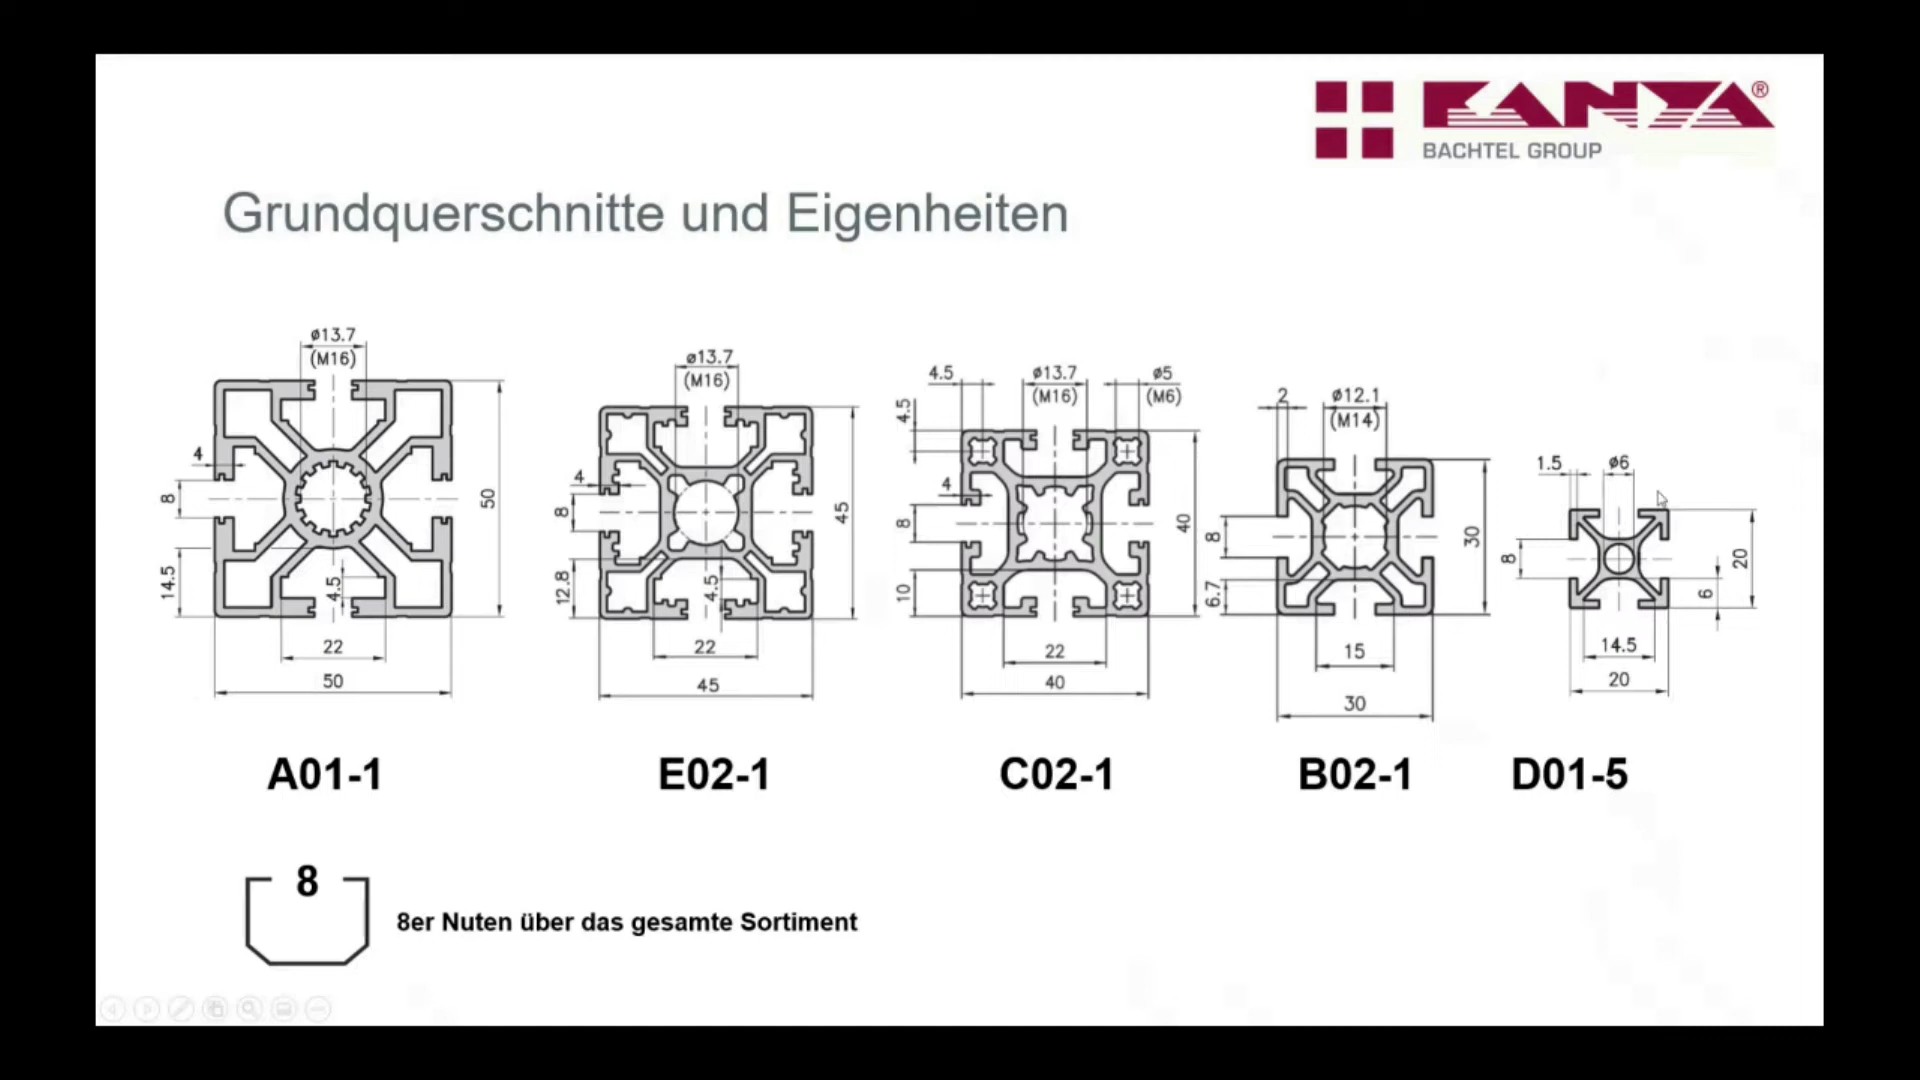 KANYA®
BACHTEL GROUP
Grundquerschnitte und Eigenheiten
ø13.7
(M16)
4
8
14.5
4.5
50
22
50
ø13.7
(M16)
4
8
12.8
4.5
45
22
45
4.5
ø13.7
(M16)
ø5
(M6)
4.5
4
8
10
40
22
40
2
ø12.1
(M14)
8
6.7
30
15
30
1.5
ø6
8
20
6
14.5
20
A01-1
E02-1
C02-1
B02-1
D01-5
8
8er Nuten über das gesamte Sortiment